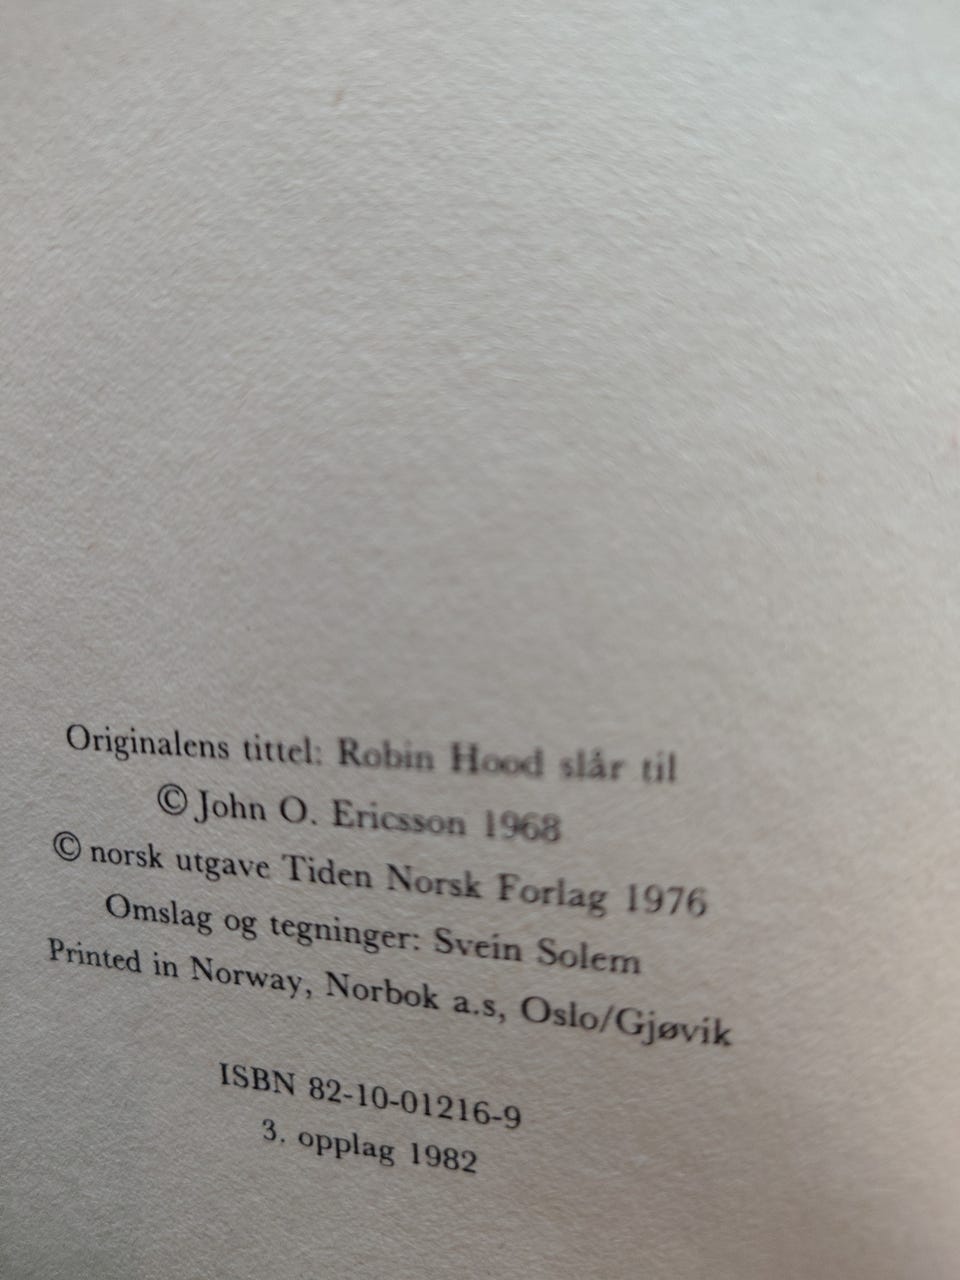 Originalens tittel: Robin Hood slår til
© John O. Ericsson 1968
© norsk utgave Tiden Norsk Forlag 1976
Omslag og tegninger: Svein Solem
Printed in Norway, Norbok a.s, Oslo/Gjøvik
ISBN 82-10-01216-9
3. opplag 1982